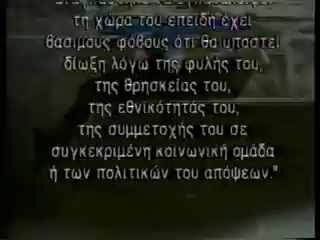 τη χώρα του επειδή έχει
βάσιμους φόβους ότι θα υποστεί
δίωξη λόγω της φυλής του,
της θρησκείας του,
της εθνικότητάς του,
της συμμετοχής του σε
συγκεκριμένη κοινωνική ομάδα
ή των πολιτικών του απόψεων."